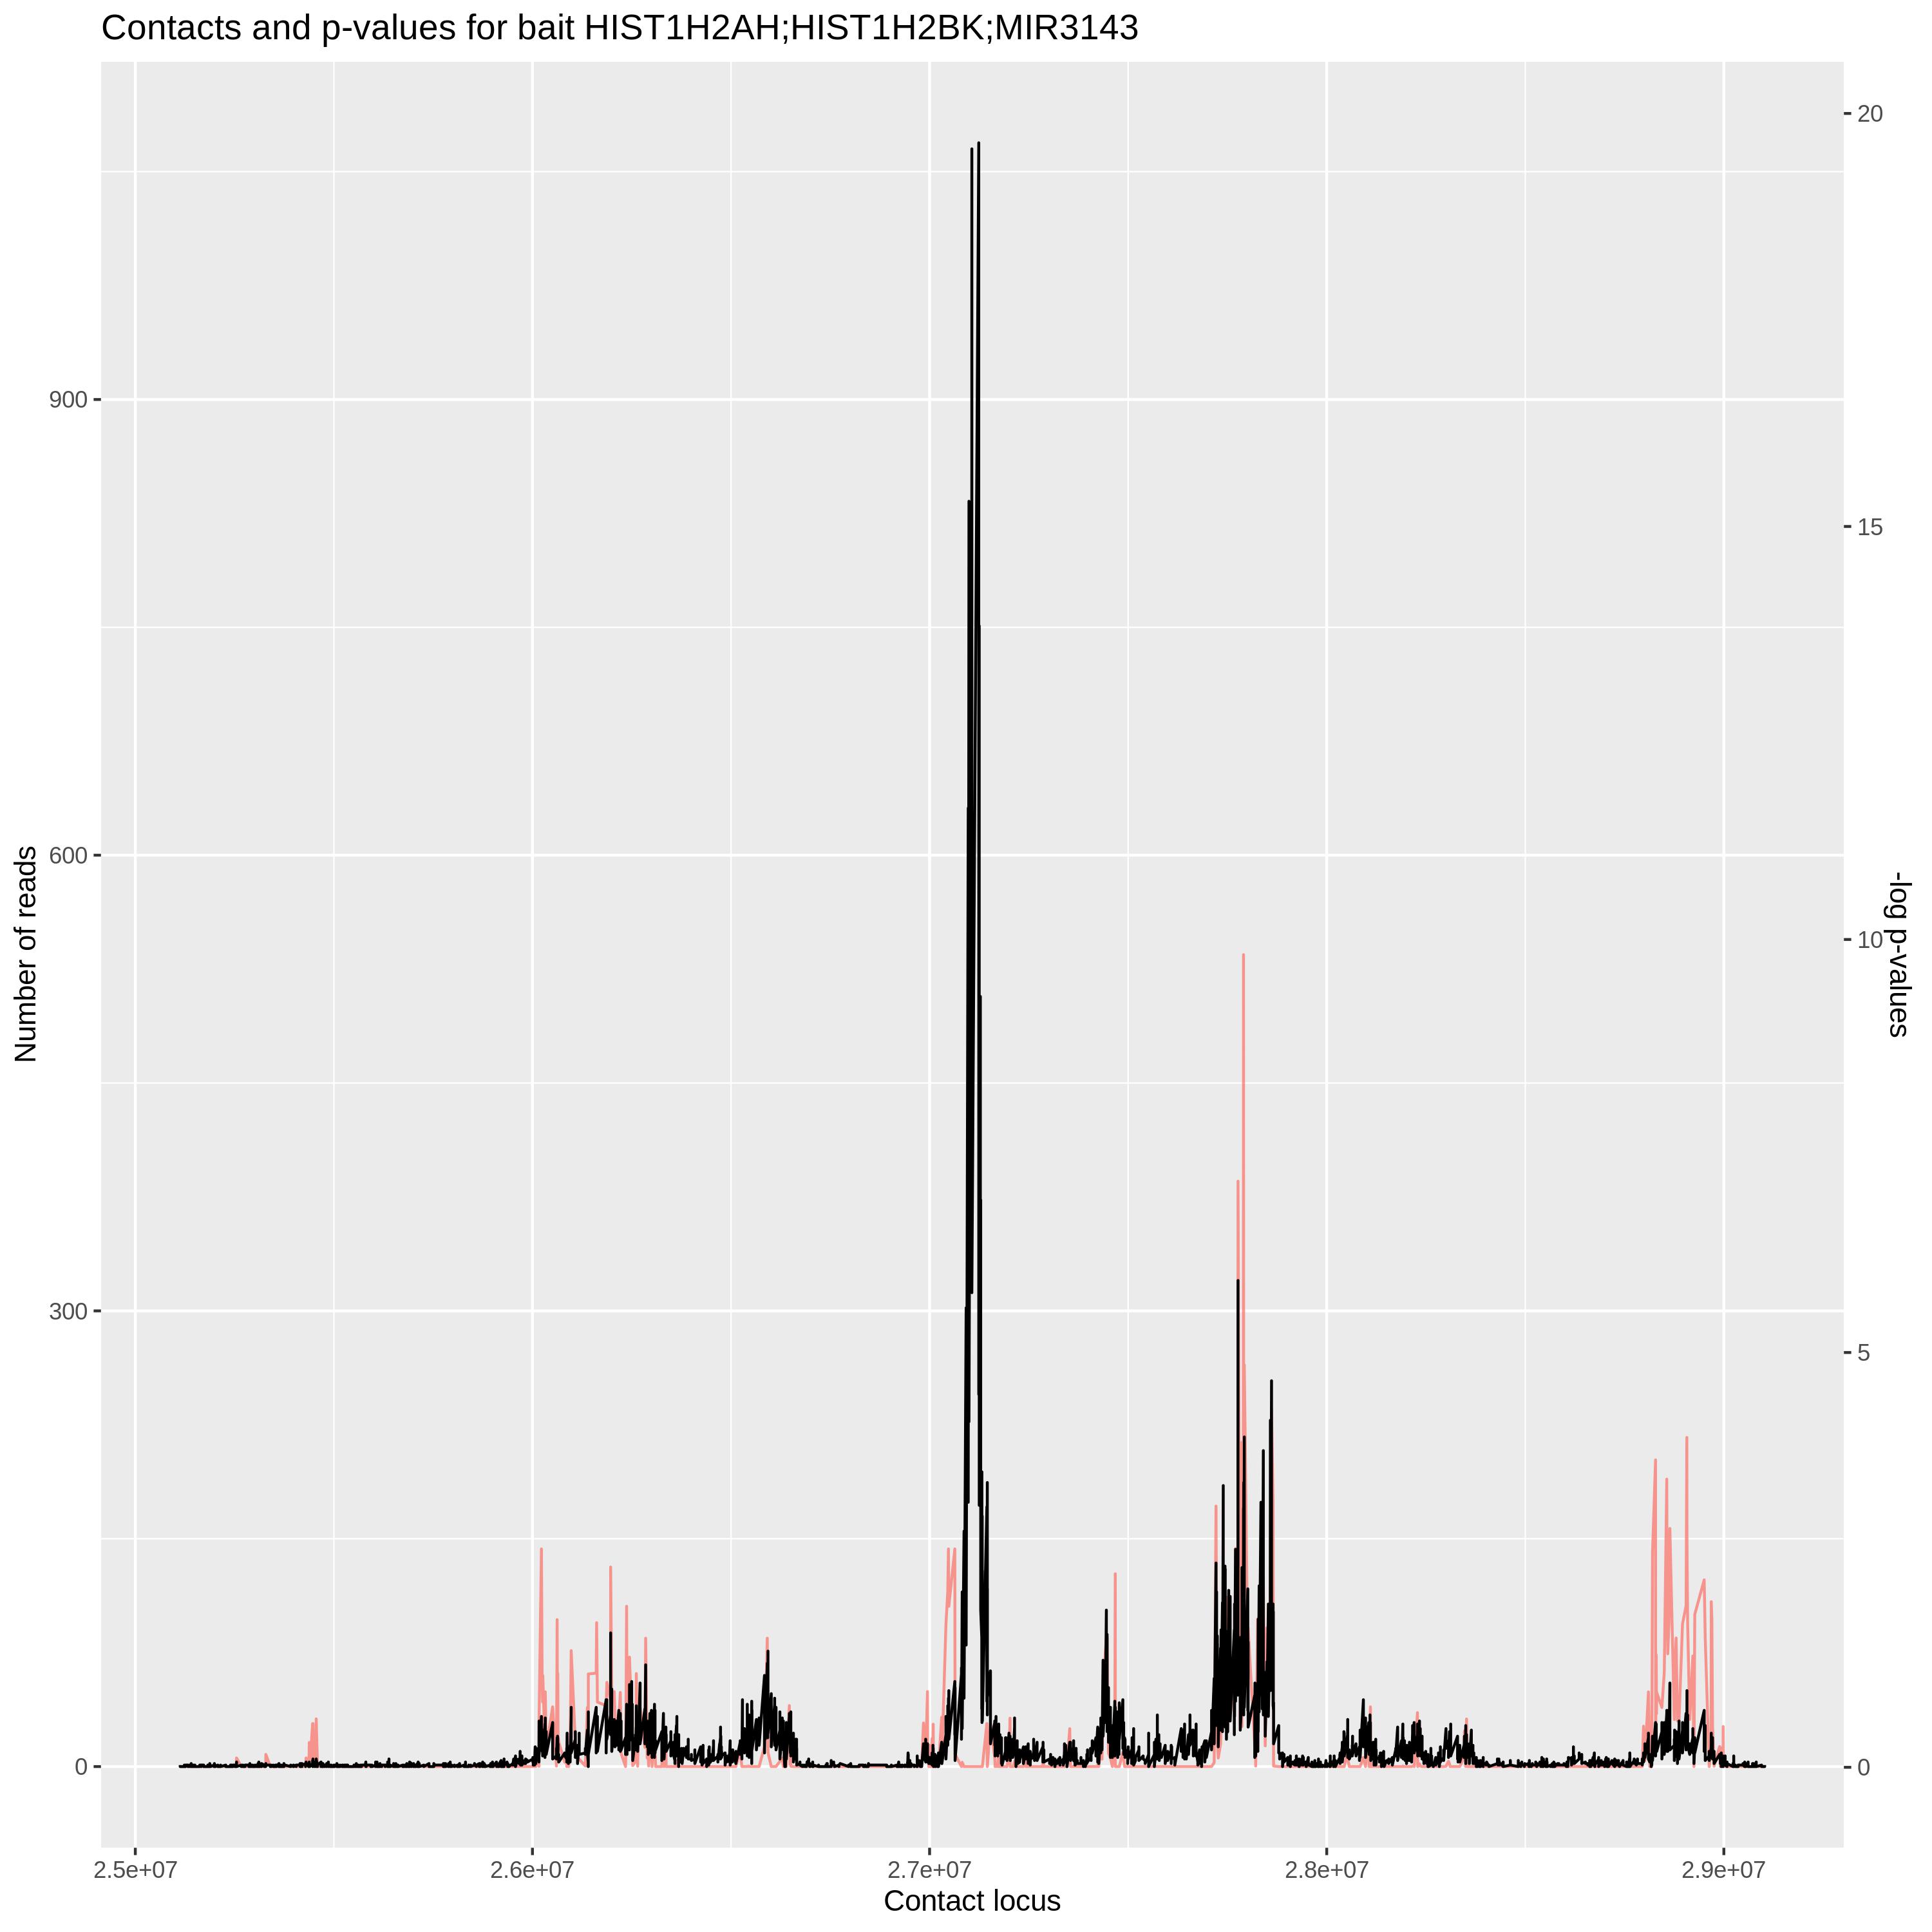 Contacts and p-values for bait HIST1H2AH;HIST1H2BK;MIR3143
20
900
15
600
Number of reads
10
-log p-values
300
5
0
0
2.5e+07
2.6e+07
2.7e+07
2.8e+07
2.9e+07
Contact locus